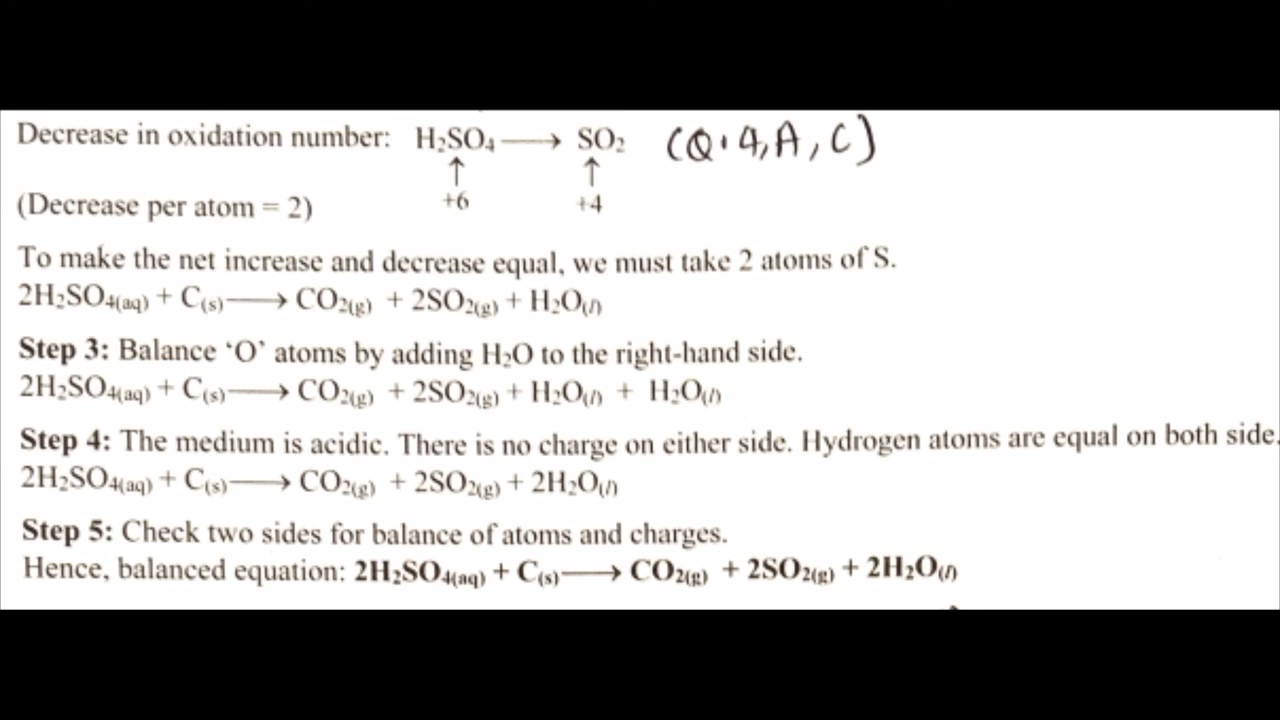 Decrease in oxidation number: H₂SO₄ ⟶ SO₂ (Q.4,A,C)
↑ ↑
(Decrease per atom = 2) +6 +4
To make the net increase and decrease equal, we must take 2 atoms of S.
2H₂SO₄(aq) + C(s) ⟶ CO₂(g) + 2SO₂(g) + H₂O(l)
Step 3: Balance ‘O’ atoms by adding H₂O to the right-hand side.
2H₂SO₄(aq) + C(s) ⟶ CO₂(g) + 2SO₂(g) + H₂O(l) + H₂O(l)
Step 4: The medium is acidic. There is no charge on either side. Hydrogen atoms are equal on both side.
2H₂SO₄(aq) + C(s) ⟶ CO₂(g) + 2SO₂(g) + 2H₂O(l)
Step 5: Check two sides for balance of atoms and charges.
Hence, balanced equation: 2H₂SO₄(aq) + C(s) ⟶ CO₂(g) + 2SO₂(g) + 2H₂O(l)